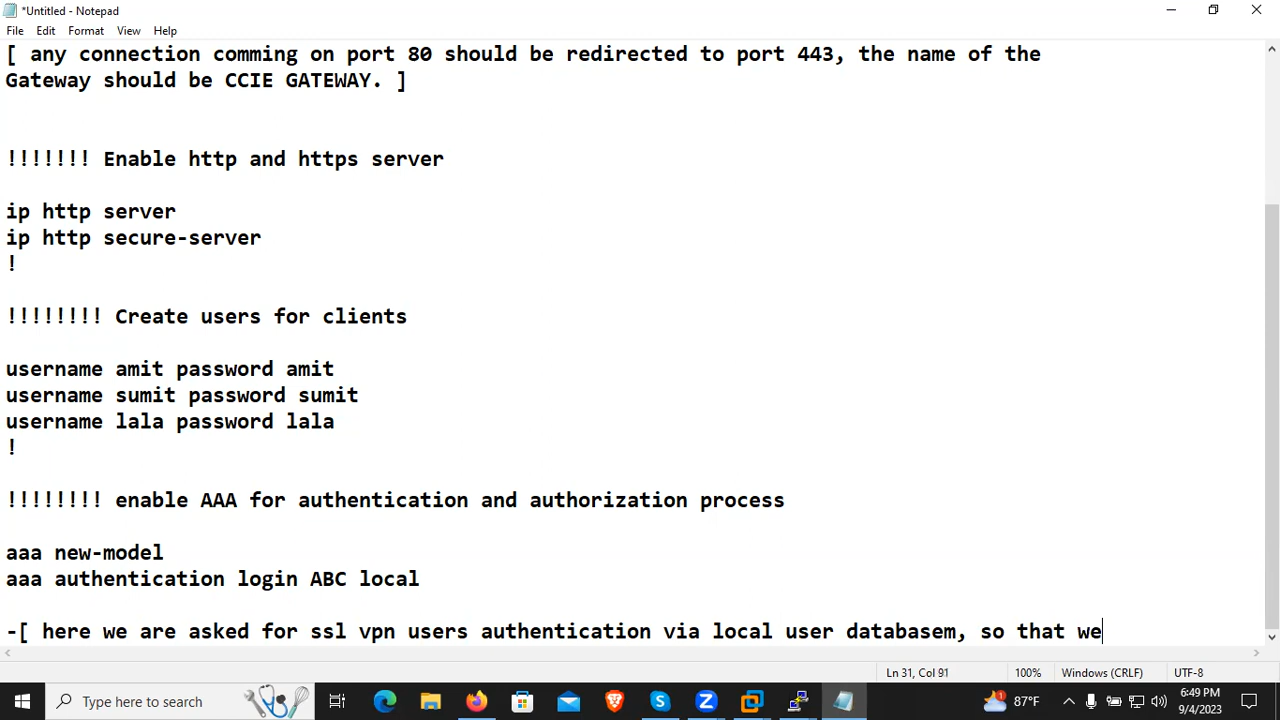 *Untitled - Notepad
File Edit Format View Help
[ any connection comming on port 80 should be redirected to port 443, the name of the
Gateway should be CCIE GATEWAY. ]
!!!!!!! Enable http and https server
ip http server
ip http secure-server
!
!!!!!!!! Create users for clients
username amit password amit
username sumit password sumit
username lala password lala
!
!!!!!!!! enable AAA for authentication and authorization process
aaa new-model
aaa authentication login ABC local
-[ here we are asked for ssl vpn users authentication via local user databasem, so that we
Ln 31, Col 91 100% Windows (CRLF) UTF-8
Type here to search 1 87°F 6:49 PM
9/4/2023